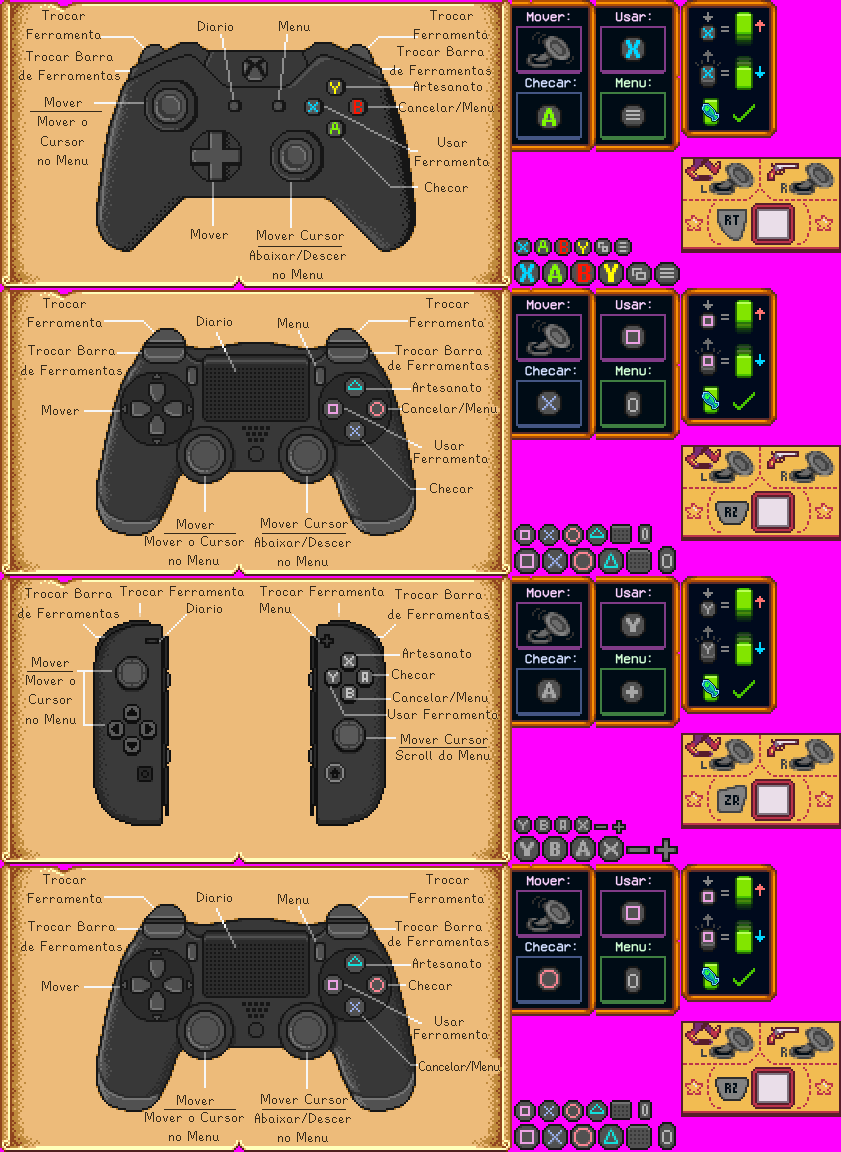 Trocar
Ferramenta
Trocar Barra
de Ferramentas
Mover
Mover o
Cursor
no Menu
Diario
Menu
Trocar
Ferramenta
Trocar Barra
de Ferramentas
Artesanato
Cancelar/Menu
Usar
Ferramenta
Checar
Mover
Mover Cursor
Abaixar/Descer
no Menu
Y
X
B
A
Mover:
Usar:
X
Checar:
Menu:
A
X
=
X
=
L
R
RT
X A B Y
X A B Y
Trocar
Ferramenta
Trocar Barra
de Ferramentas
Mover
Diario
Menu
Trocar
Ferramenta
Trocar Barra
de Ferramentas
Artesanato
Cancelar/Menu
Usar
Ferramenta
Checar
Mover
Mover o Cursor
no Menu
Mover Cursor
Abaixar/Descer
no Menu
Mover:
Usar:
Checar:
Menu:
=
=
L
R
R2
Trocar Barra
de Ferramentas
Trocar Ferramenta
Diario
Mover
Mover o
Cursor
no Menu
Trocar Ferramenta
Menu
Trocar Barra
de Ferramentas
Artesanato
Checar
Cancelar/Menu
Usar Ferramenta
Mover Cursor
Scroll do Menu
X
Y
A
B
Mover:
Usar:
Y
Checar:
Menu:
A
+
Y
=
Y
=
L
R
ZR
Y B A X - +
Y B A X - +
Trocar
Ferramenta
Trocar Barra
de Ferramentas
Mover
Diario
Menu
Trocar
Ferramenta
Trocar Barra
de Ferramentas
Artesanato
Checar
Usar
Ferramenta
Cancelar/Menu
Mover
Mover o Cursor
no Menu
Mover Cursor
Abaixar/Descer
no Menu
Mover:
Usar:
Checar:
Menu:
=
=
L
R
R2